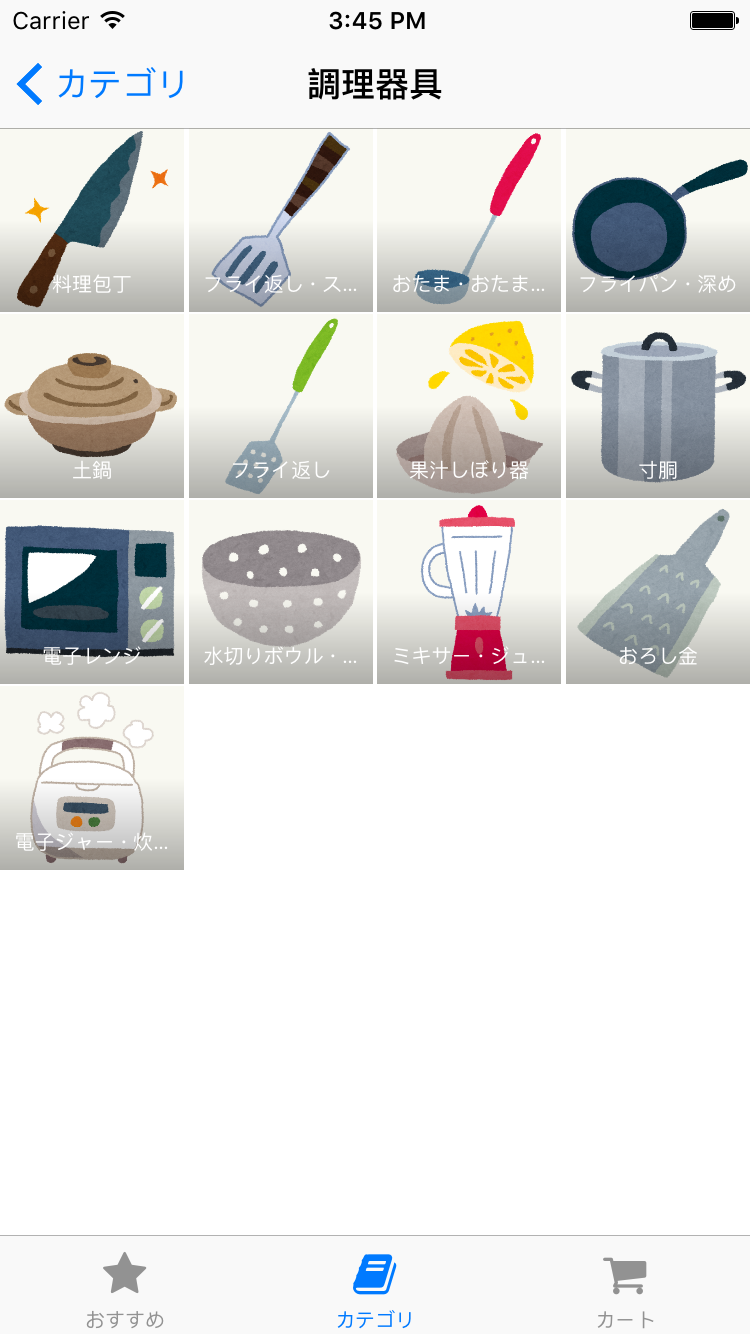 Carrier 3:45 PM
カテゴリ 調理器具
料理包丁 フライ返し・ス... おたま・おたま... フライパン・深め
土鍋 フライ返し 果汁しぼり器 寸胴
電子レンジ 水切りボウル・... ミキサー・ジュ... おろし金
電子ジャー・炊...
おすすめ カテゴリ カート